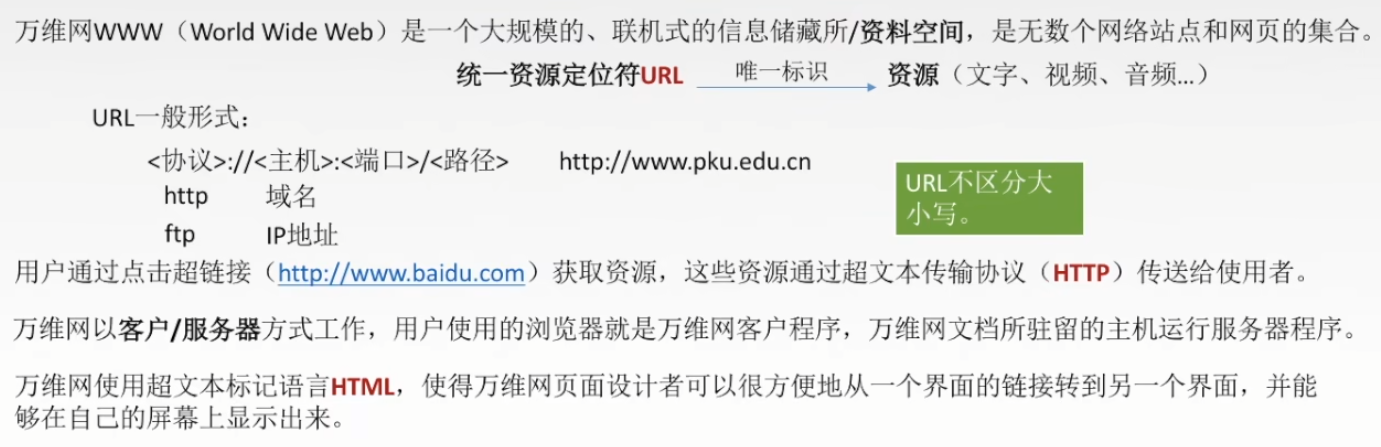 万维网WWW（World Wide Web）是一个大规模的、联机式的信息储藏所/资料空间，是无数个网络站点和网页的集合。
统一资源定位符URL 唯一标识 资源（文字、视频、音频…）
URL一般形式：
<协议>://<主机>:<端口>/<路径> http://www.pku.edu.cn
http 域名
ftp IP地址
URL不区分大
小写。
用户通过点击超链接（http://www.baidu.com）获取资源，这些资源通过超文本传输协议（HTTP）传送给使用者。
万维网以客户/服务器方式工作，用户使用的浏览器就是万维网客户程序，万维网文档所驻留的主机运行服务器程序。
万维网使用超文本标记语言HTML，使得万维网页面设计者可以很方便地从一个界面的链接转到另一个界面，并能
够在自己的屏幕上显示出来。